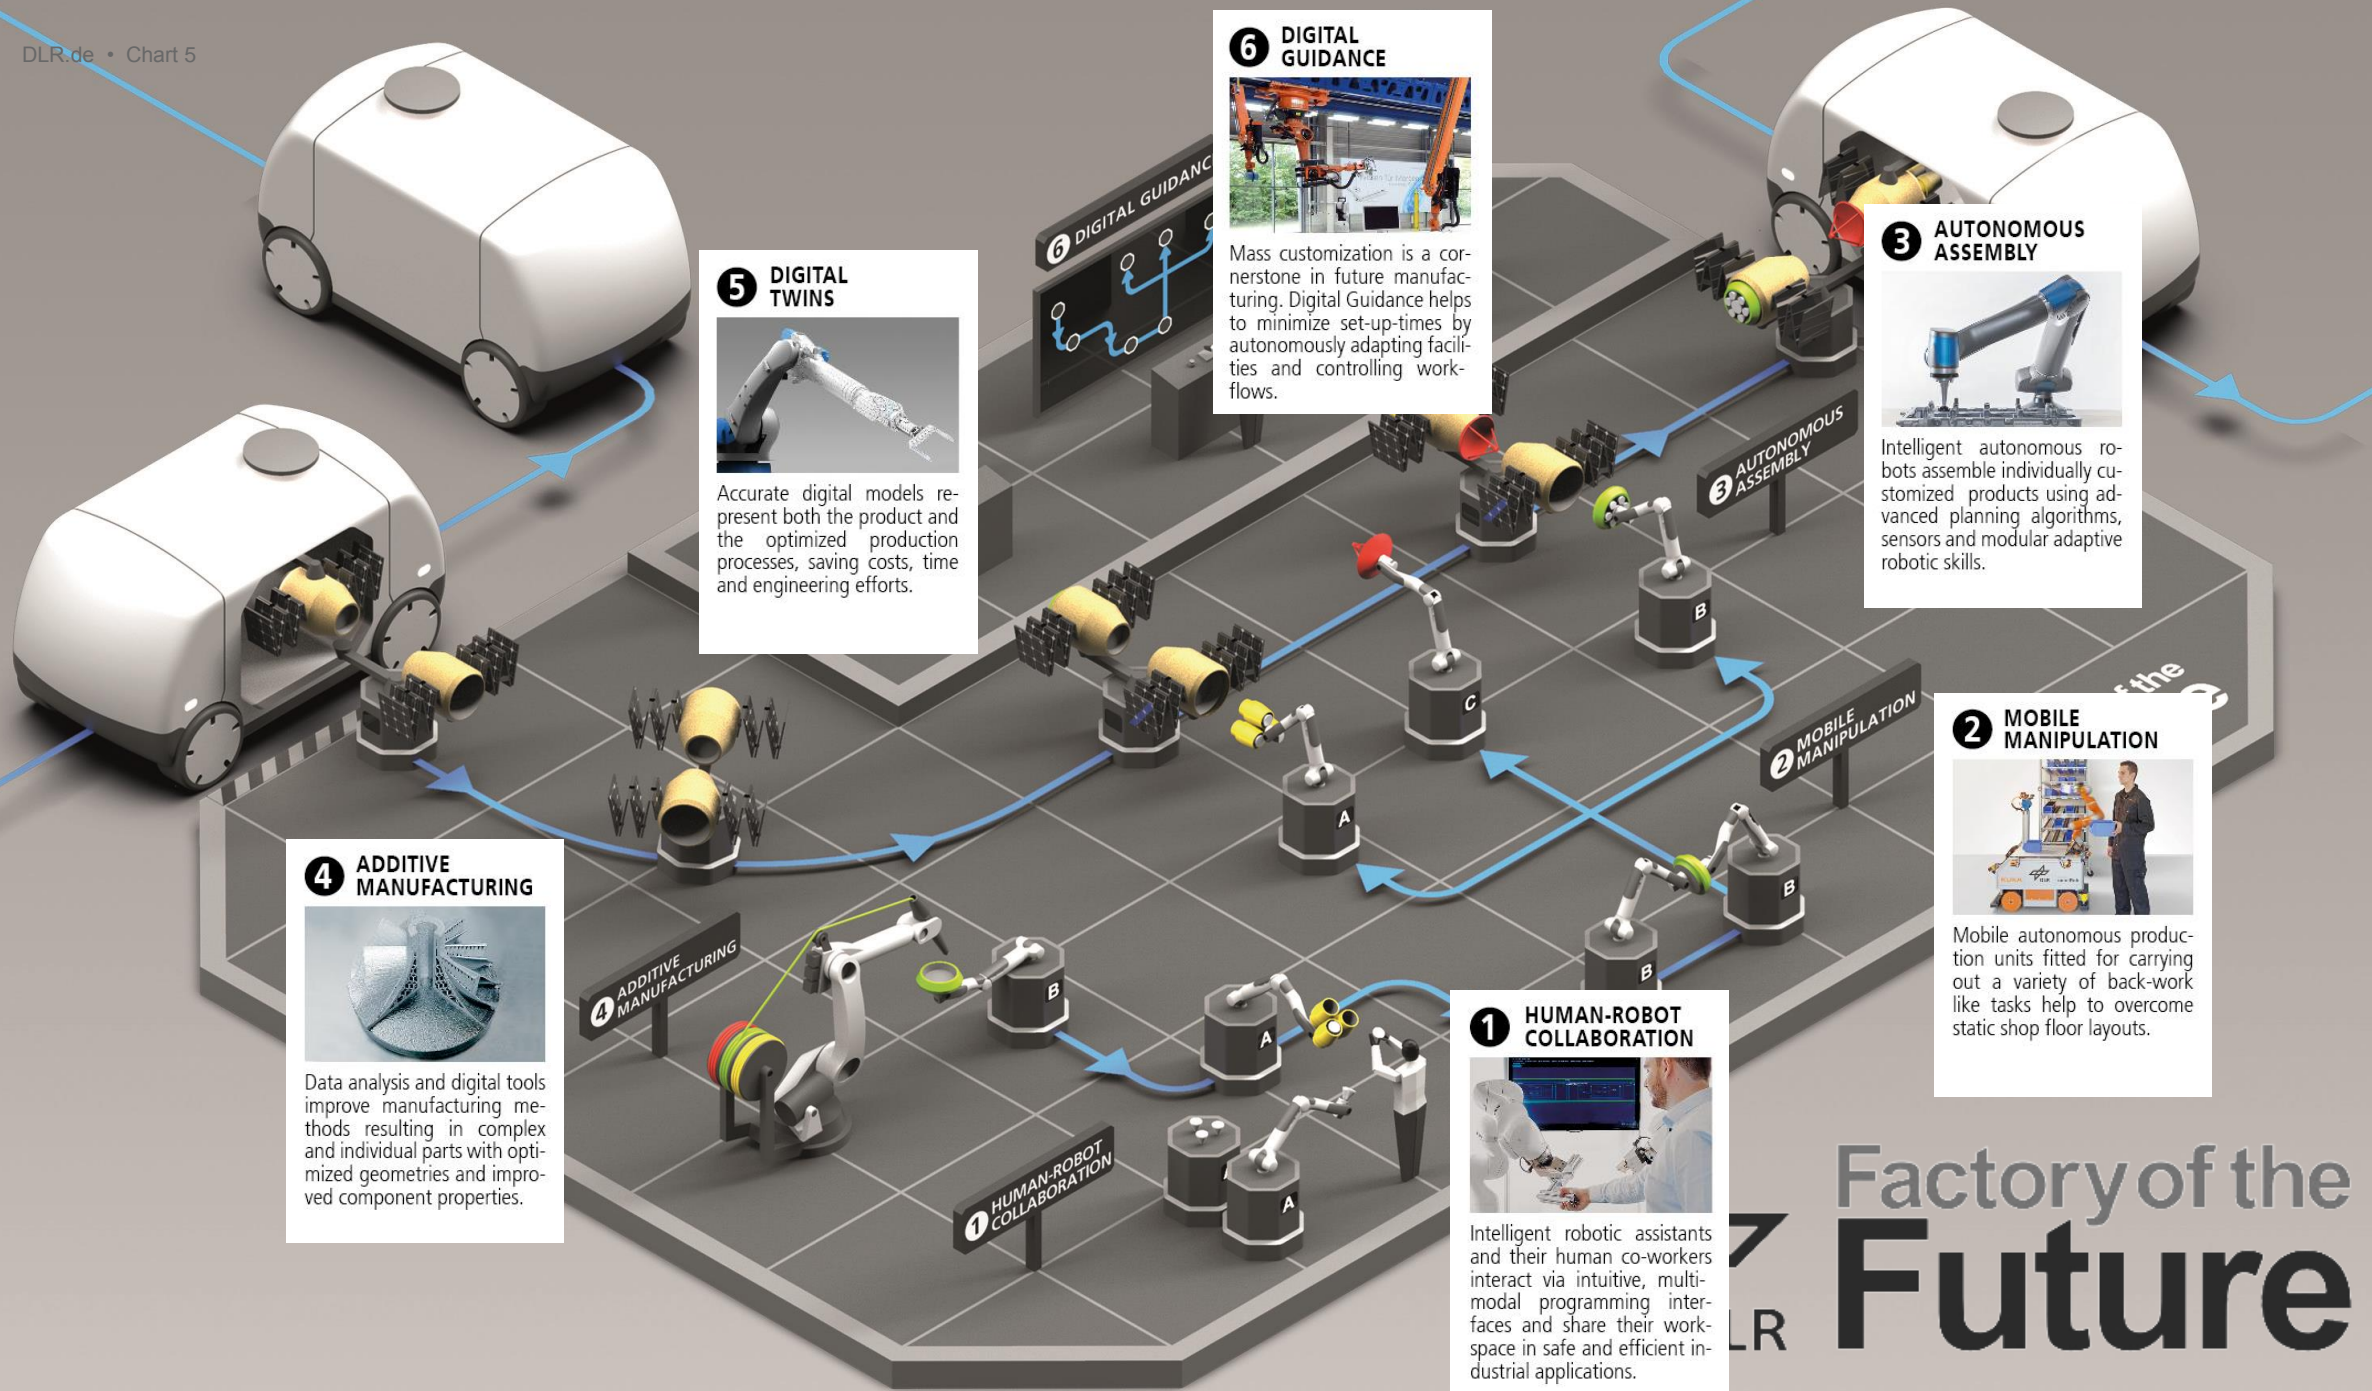 DLR.de • Chart 5
6 DIGITAL
GUIDANCE
Mass customization is a cor-
nerstone in future manufac-
turing. Digital Guidance helps
to minimize set-up-times by
autonomously adapting facili-
ties and controlling work-
flows.
3 AUTONOMOUS
ASSEMBLY
Intelligent autonomous ro-
bots assemble individually cu-
stomized products using ad-
vanced planning algorithms,
sensors and modular adaptive
robotic skills.
5 DIGITAL
TWINS
Accurate digital models re-
present both the product and
the optimized production
processes, saving costs, time
and engineering efforts.
6 DIGITAL GUIDANC
3 AUTONOMOUS
ASSEMBLY
B
C
A
f the
2 MOBILE
MANIPULATION
2 MOBILE
MANIPULATION
Mobile autonomous produc-
tion units fitted for carrying
out a variety of back-work
like tasks help to overcome
static shop floor layouts.
4 ADDITIVE
MANUFACTURING
Data analysis and digital tools
improve manufacturing me-
thods resulting in complex
and individual parts with opti-
mized geometries and impro-
ved component properties.
4 ADDITIVE
MANUFACTURING
B
B
B
A
A
1 HUMAN-ROBOT
COLLABORATION
1 HUMAN-ROBOT
COLLABORATION
Intelligent robotic assistants
and their human co-workers
interact via intuitive, multi-
modal programming inter-
faces and share their work-
space in safe and efficient in-
dustrial applications.
LR
Factory of the
Future